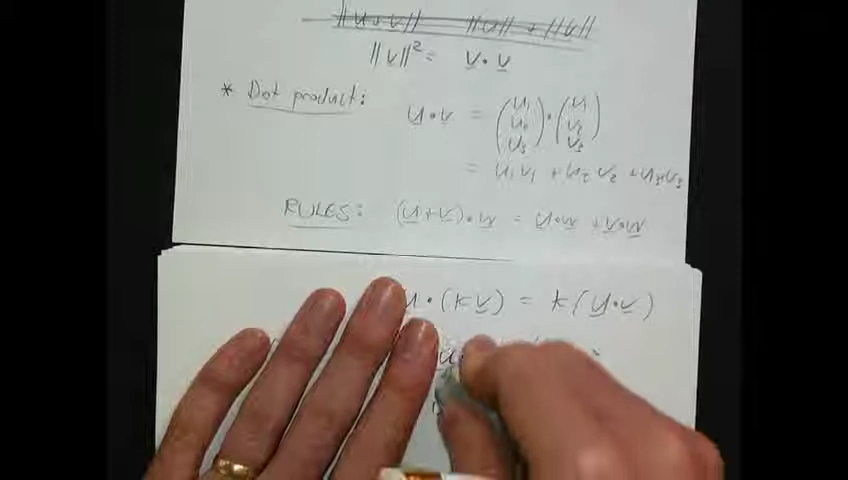 ||u+v|| ||u|| + ||v||
||v||² = v · v
* Dot product: u · v = (u₁ u₂ u₃) · (v₁ v₂ v₃)
= u₁v₁ + u₂v₂ + u₃v₃
RULES: (u+v)·w = u·w + v·w
u·(kv) = k(u·v)
u